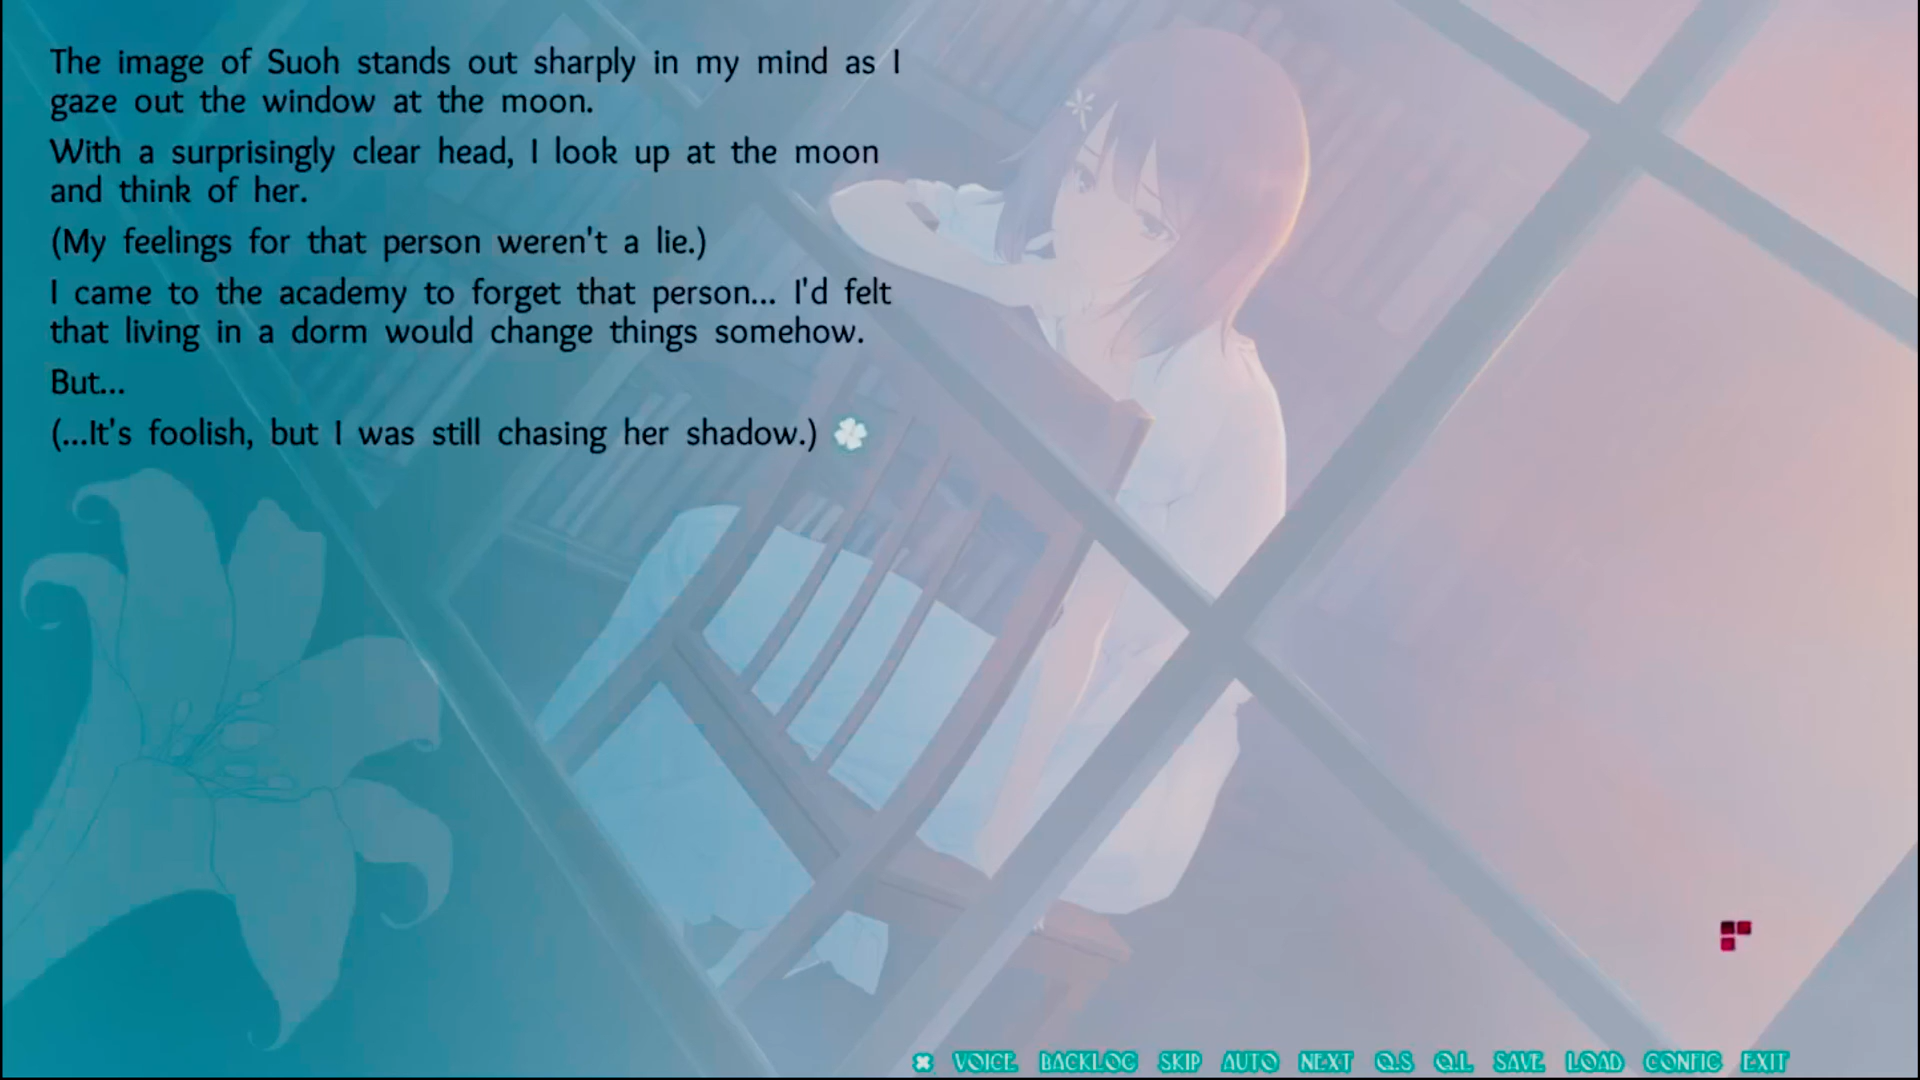 The image of Suoh stands out sharply in my mind as I
gaze out the window at the moon.
With a surprisingly clear head, I look up at the moon
and think of her.
(My feelings for that person weren't a lie.)
I came to the academy to forget that person... I'd felt
that living in a dorm would change things somehow.
But...
(...It's foolish, but I was still chasing her shadow.)
VOICE BACKLOG SKIP AUTO NEXT Q.S Q.L SAVE LOAD CONFIG EXIT